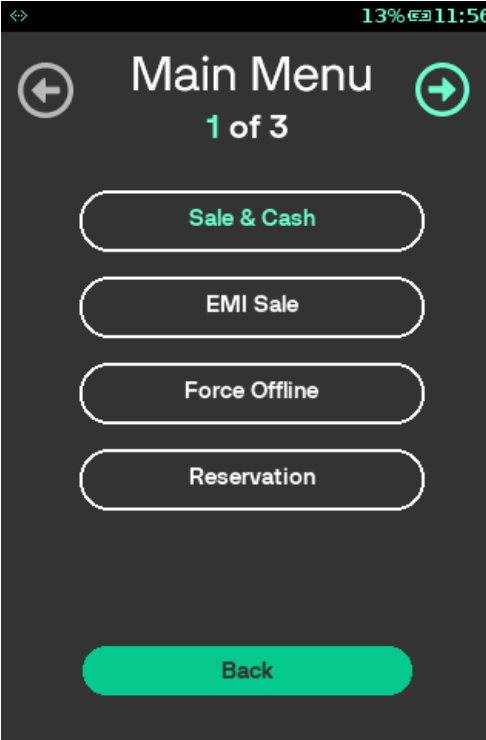 13% 11:56
Main Menu
1 of 3
Sale & Cash
EMI Sale
Force Offline
Reservation
Back